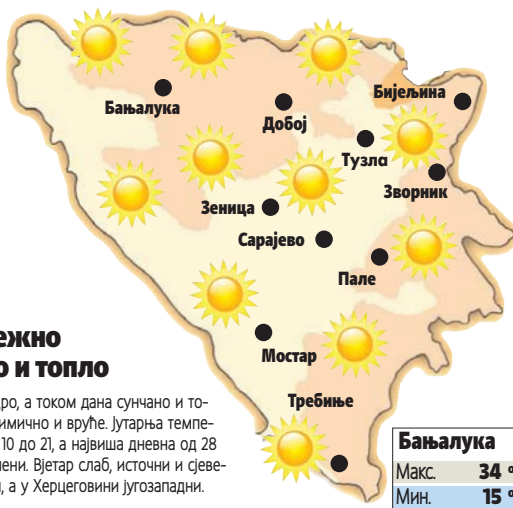 Бањалука
Добој
Бијељина
Тузла
Зворник
Зеница
Сарајево
Пале
Мостар
Требиње
ежно
о и топло
дро, а током дана сунчано и то-
имично и вруће. Јутарња темпе-
10 до 21, а највиша дневна од 28
пени. Вјетар слаб, источни и сјеве-
а у Херцеговини југозападни.
Бањалука
Макс. 34 °
Мин. 15 °